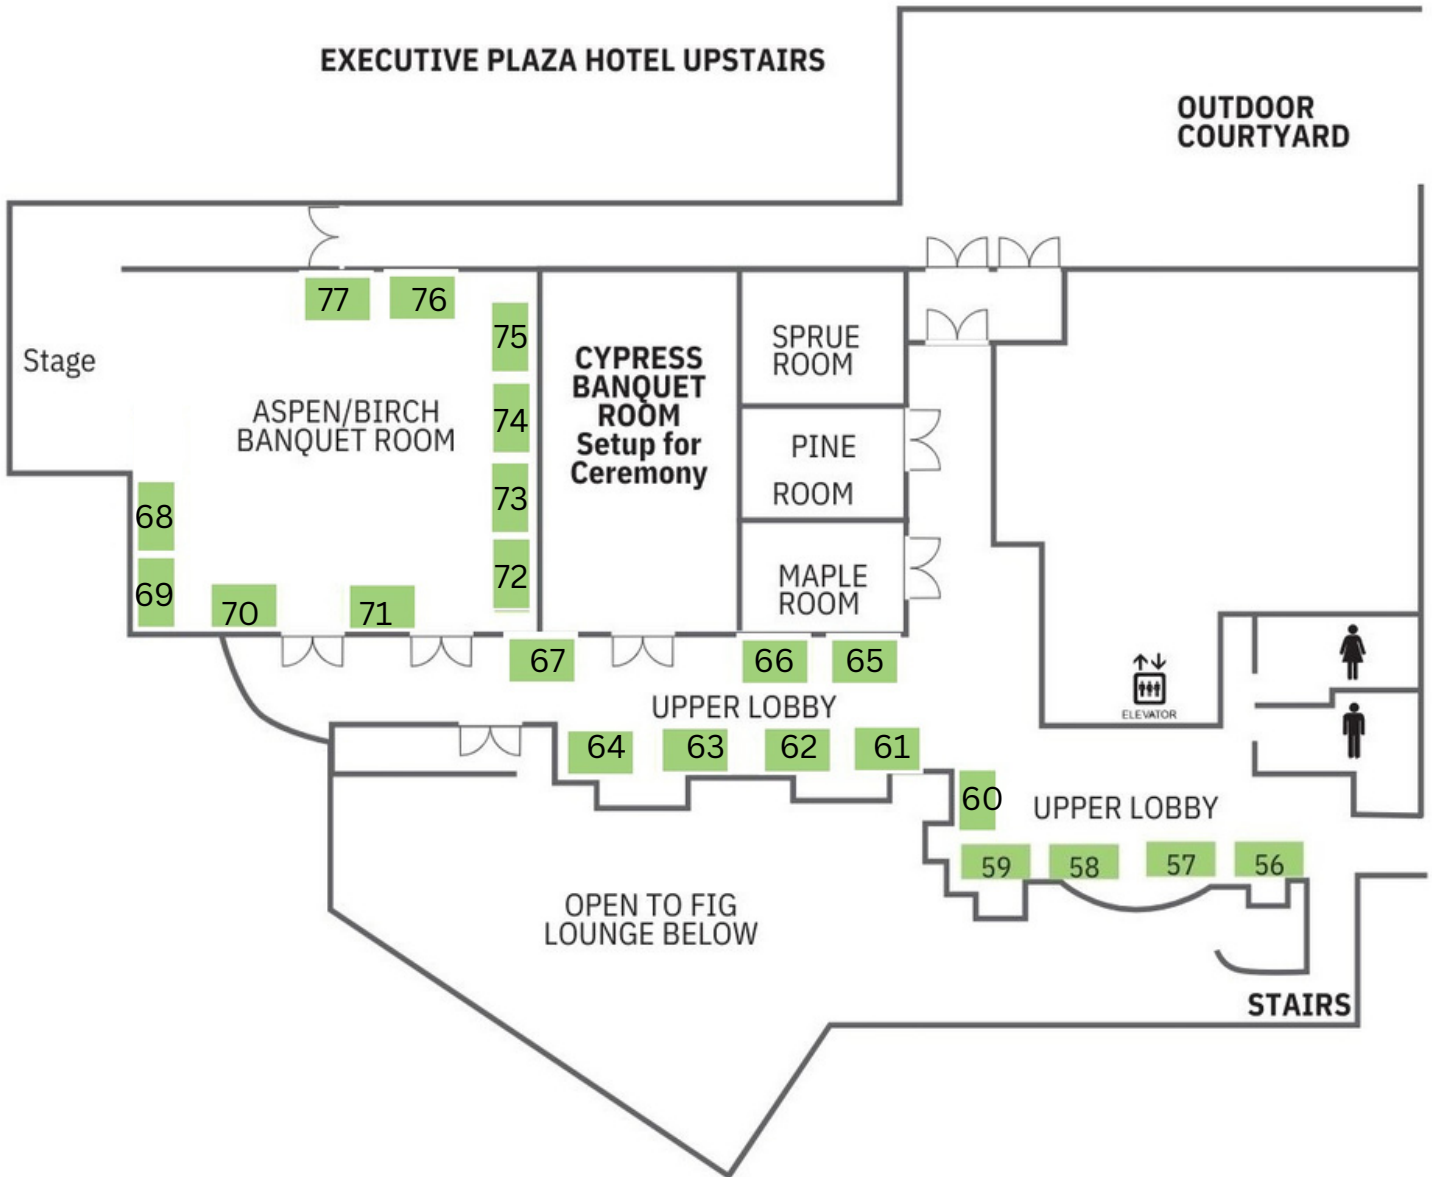 EXECUTIVE PLAZA HOTEL UPSTAIRS
OUTDOOR
COURTYARD
77
76
75
Stage
ASPEN/BIRCH
BANQUET ROOM
74
73
72
68
69
70
71
CYPRESS
BANQUET
ROOM
Setup for
Ceremony
SPRUE
ROOM
PINE
ROOM
MAPLE
ROOM
67
66
65
UPPER LOBBY
64
63
62
61
ELEVATOR
60
UPPER LOBBY
59
58
57
56
OPEN TO FIG
LOUNGE BELOW
STAIRS